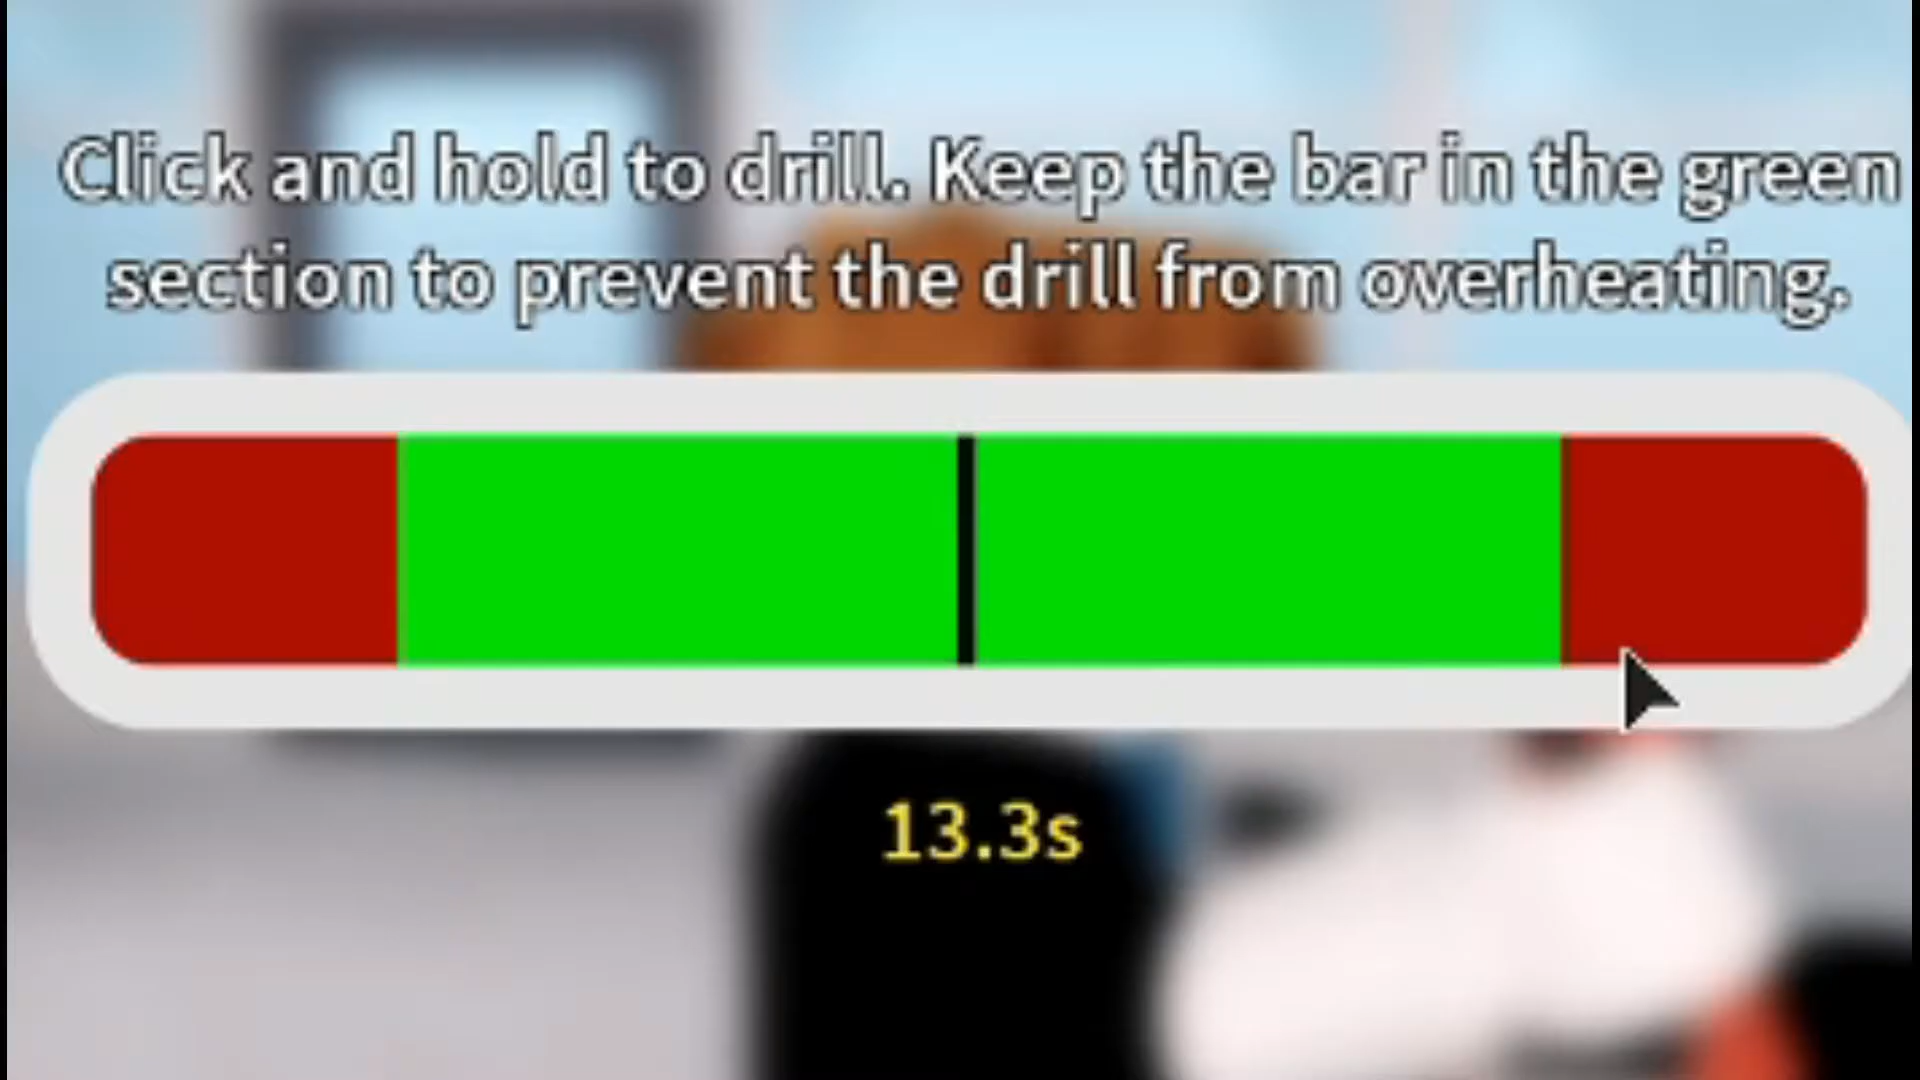 Click and hold to drill. Keep the bar in the green
section to prevent the drill from overheating.
13.3s